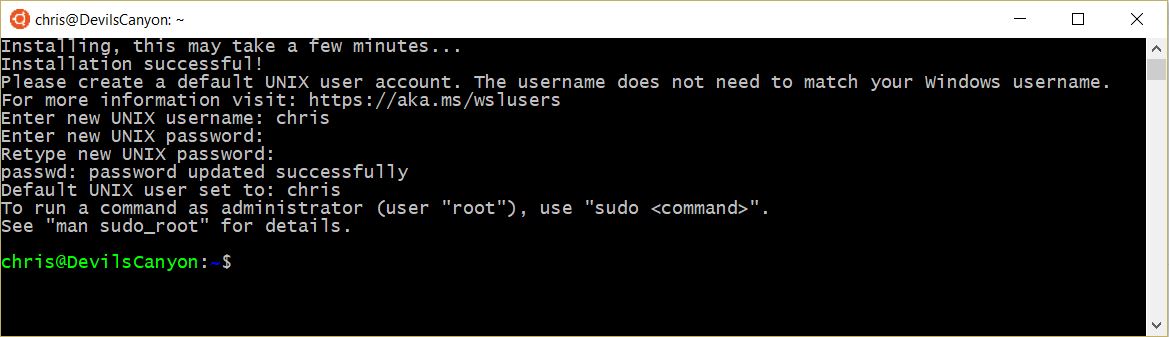 chris@DevilsCanyon: ~
Installing, this may take a few minutes...
Installation successful!
Please create a default UNIX user account. The username does not need to match your Windows username.
For more information visit: https://aka.ms/wslusers
Enter new UNIX username: chris
Enter new UNIX password:
Retype new UNIX password:
passwd: password updated successfully
Default UNIX user set to: chris
To run a command as administrator (user "root"), use "sudo <command>".
See "man sudo_root" for details.
chris@DevilsCanyon:~$